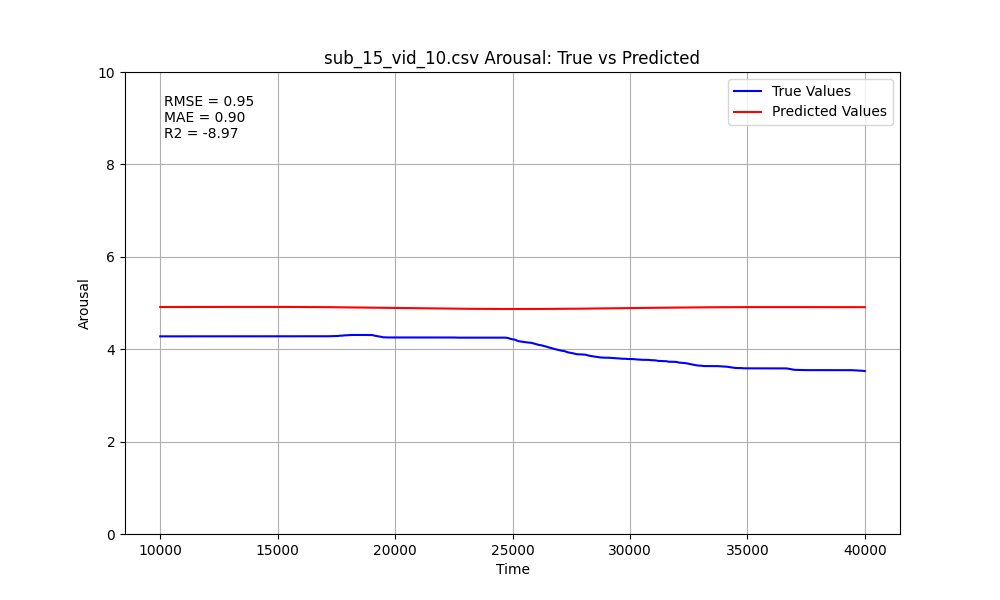 sub_15_vid_10.csv Arousal: True vs Predicted
RMSE = 0.95
MAE = 0.90
R2 = -8.97
True Values
Predicted Values
Arousal
10
8
6
4
2
0
10000 15000 20000 25000 30000 35000 40000
Time